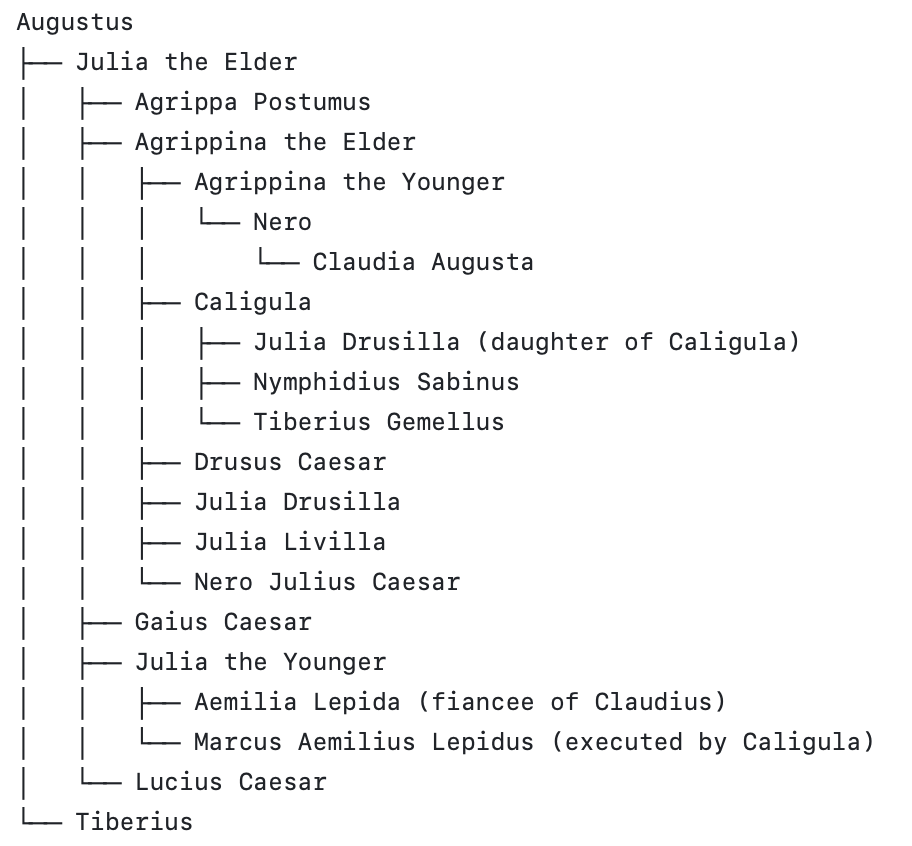 Augustus
├── Julia the Elder
│   ├── Agrippa Postumus
│   ├── Agrippina the Elder
│   │   ├── Agrippina the Younger
│   │   │   └── Nero
│   │   │       └── Claudia Augusta
│   │   ├── Caligula
│   │   │   ├── Julia Drusilla (daughter of Caligula)
│   │   │   ├── Nymphidius Sabinus
│   │   │   └── Tiberius Gemellus
│   │   ├── Drusus Caesar
│   │   ├── Julia Drusilla
│   │   ├── Julia Livilla
│   │   └── Nero Julius Caesar
│   ├── Gaius Caesar
│   ├── Julia the Younger
│   │   ├── Aemilia Lepida (fiancee of Claudius)
│   │   └── Marcus Aemilius Lepidus (executed by Caligula)
│   └── Lucius Caesar
└── Tiberius